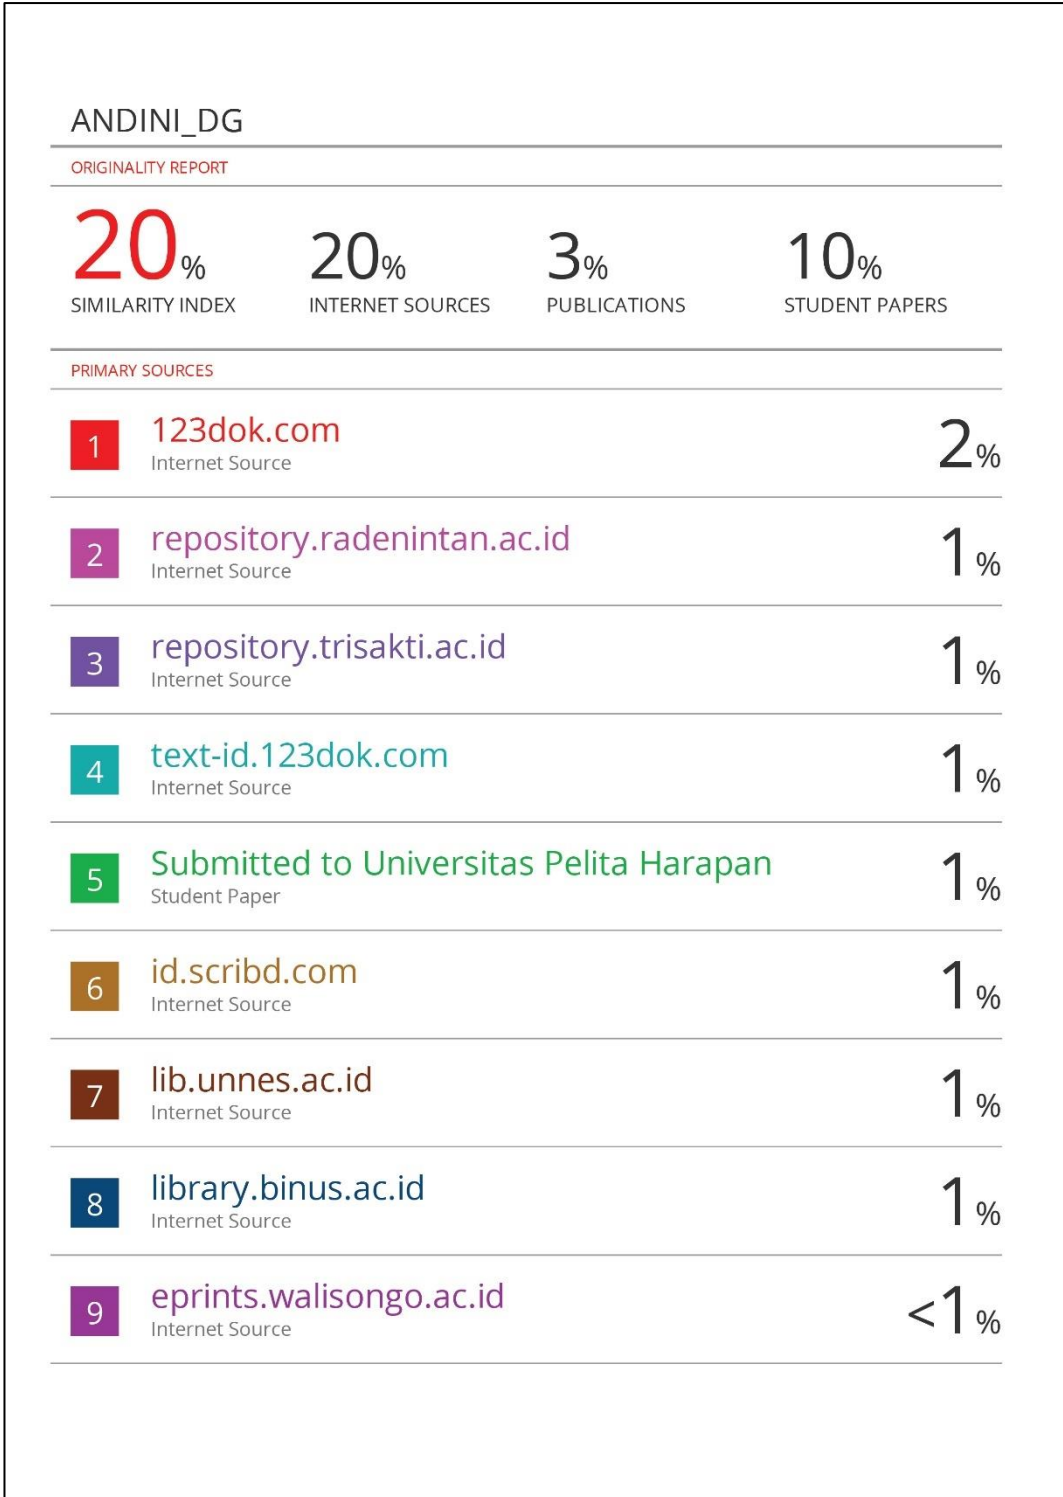 ANDINI_DG
ORIGINALITY REPORT
20% 20% 3% 10%
SIMILARITY INDEX INTERNET SOURCES PUBLICATIONS STUDENT PAPERS
PRIMARY SOURCES
1 123dok.com 2%
Internet Source
2 repository.radenintan.ac.id 1%
Internet Source
3 repository.trisakti.ac.id 1%
Internet Source
4 text-id.123dok.com 1%
Internet Source
5 Submitted to Universitas Pelita Harapan 1%
Student Paper
6 id.scribd.com 1%
Internet Source
7 lib.unnes.ac.id 1%
Internet Source
8 library.binus.ac.id 1%
Internet Source
9 eprints.walisongo.ac.id <1%
Internet Source